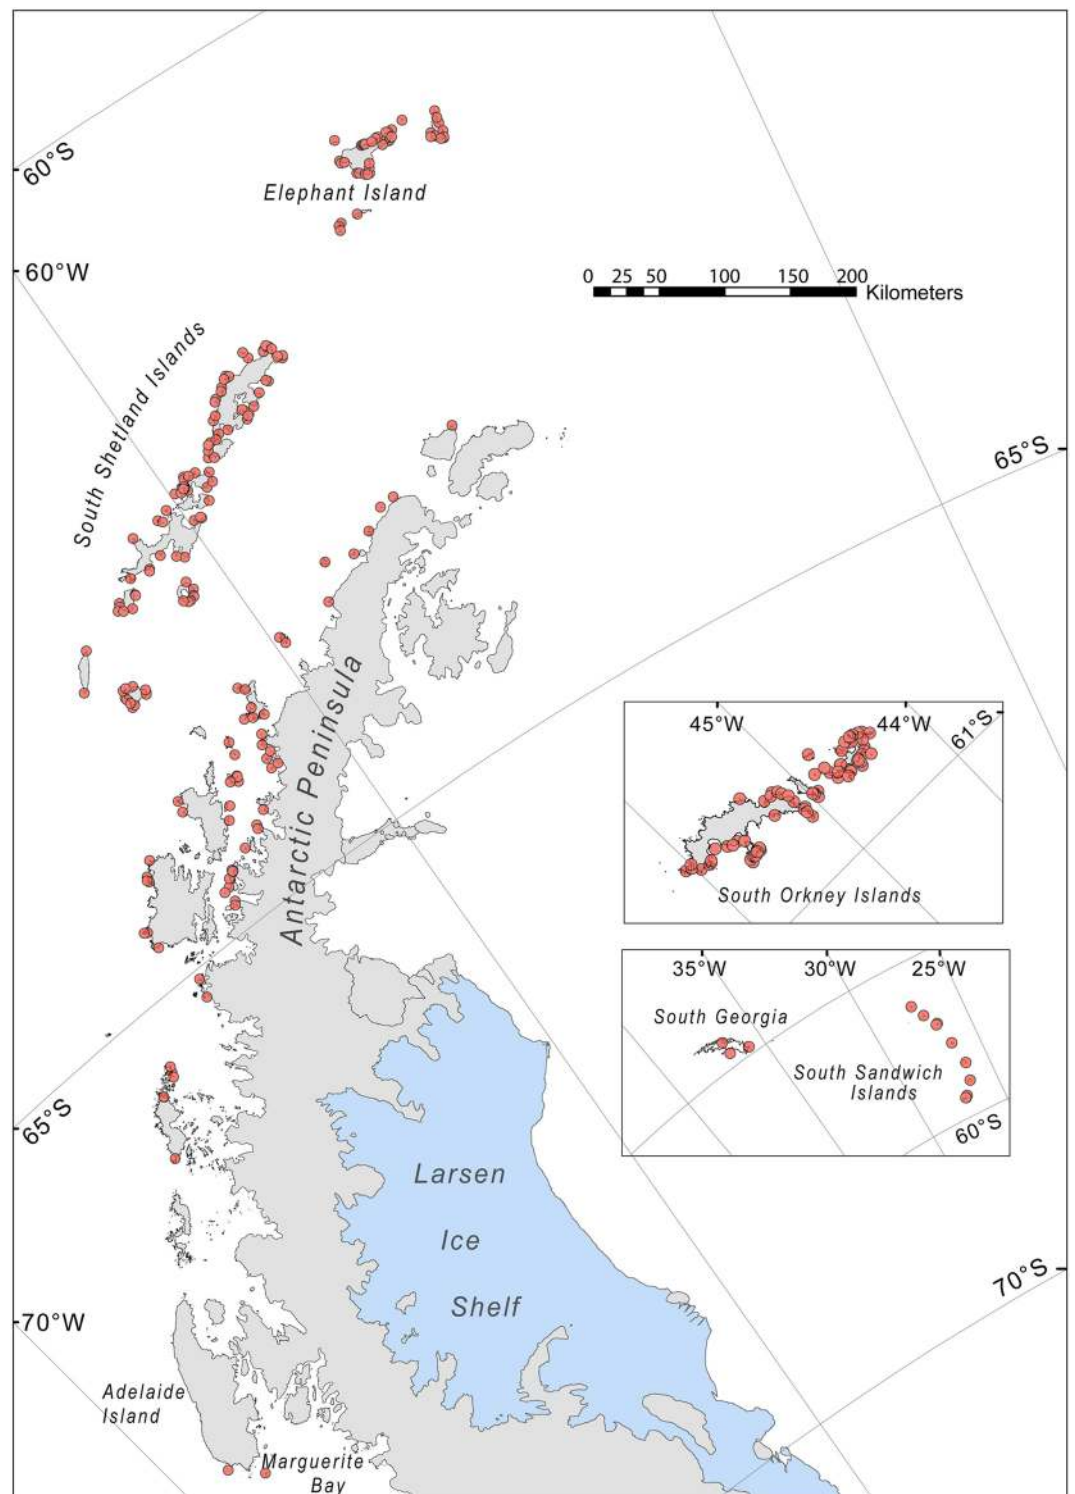 60°S
Elephant Island
60°W
0 25 50 100 150 200
Kilometers
South Shetland Islands
65°S
Antarctic Peninsula
45°W 44°W
61°S
South Orkney Islands
35°W 30°W 25°W
South Georgia
South Sandwich
Islands
60°S
65°S
Larsen
Ice
Shelf
70°S
70°W
Adelaide
Island
Marguerite
Bay